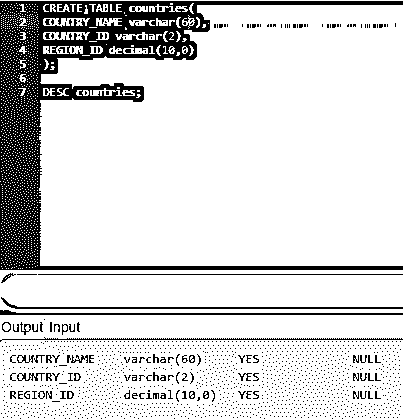 1 CREATE TABLE countries(
2 COUNTRY_NAME varchar(60),
3 COUNTRY_ID varchar(2),
4 REGION_ID decimal(10,0)
5 );
6
7 DESC countries;
Output Input
COUNTRY_NAME varchar(60) YES NULL
COUNTRY_ID varchar(2) YES NULL
REGION_ID decimal(10,0) YES NULL